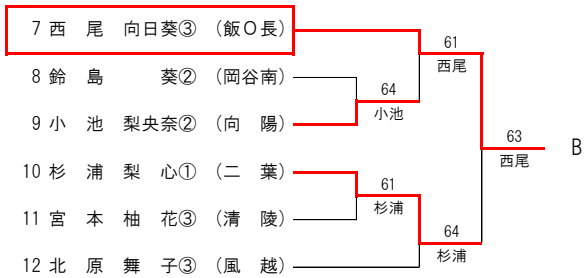 7 西 尾 向日葵③ （飯O長）
61
西尾
8 鈴 島 葵② （岡谷南）
64
小池
9 小 池 梨央奈② （向 陽）
63
西尾
B
10 杉 浦 梨 心① （二 葉）
61
杉浦
11 宮 本 柚 花③ （清 陵）
64
杉浦
12 北 原 舞 子③ （風 越）